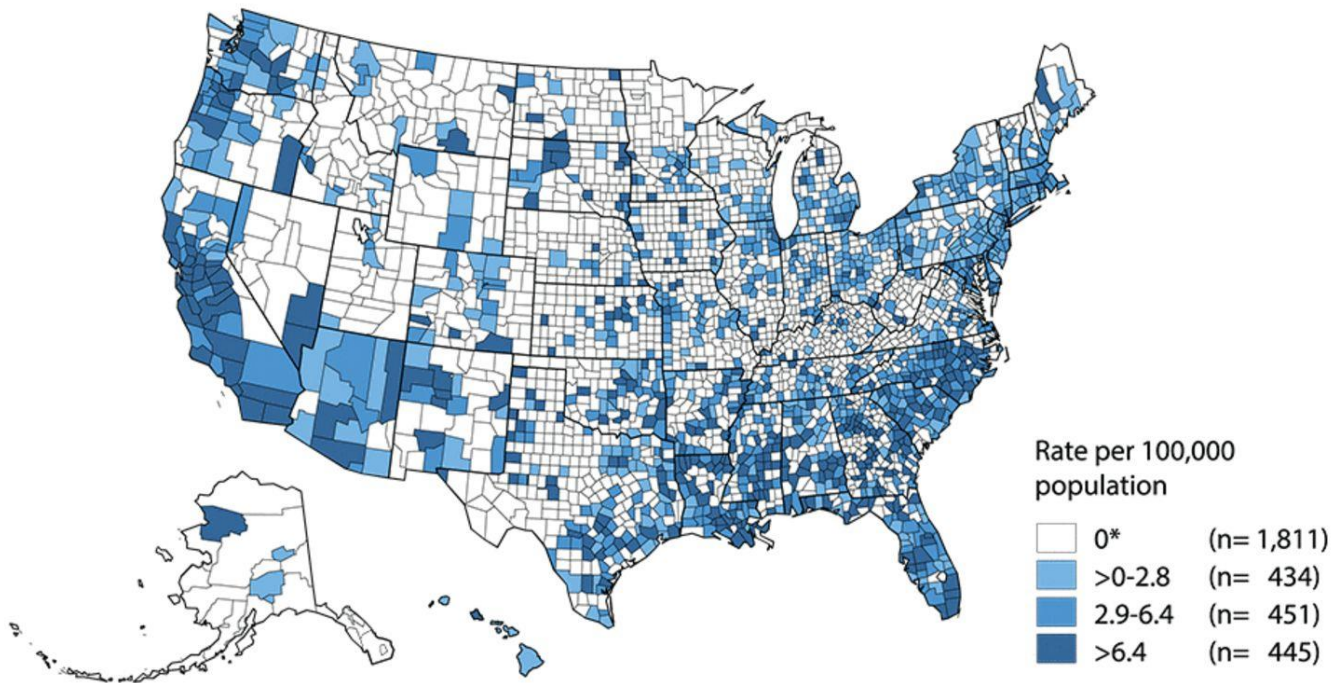 Rate per 100,000
population
0* (n= 1,811)
>0-2.8 (n= 434)
2.9-6.4 (n= 451)
>6.4 (n= 445)